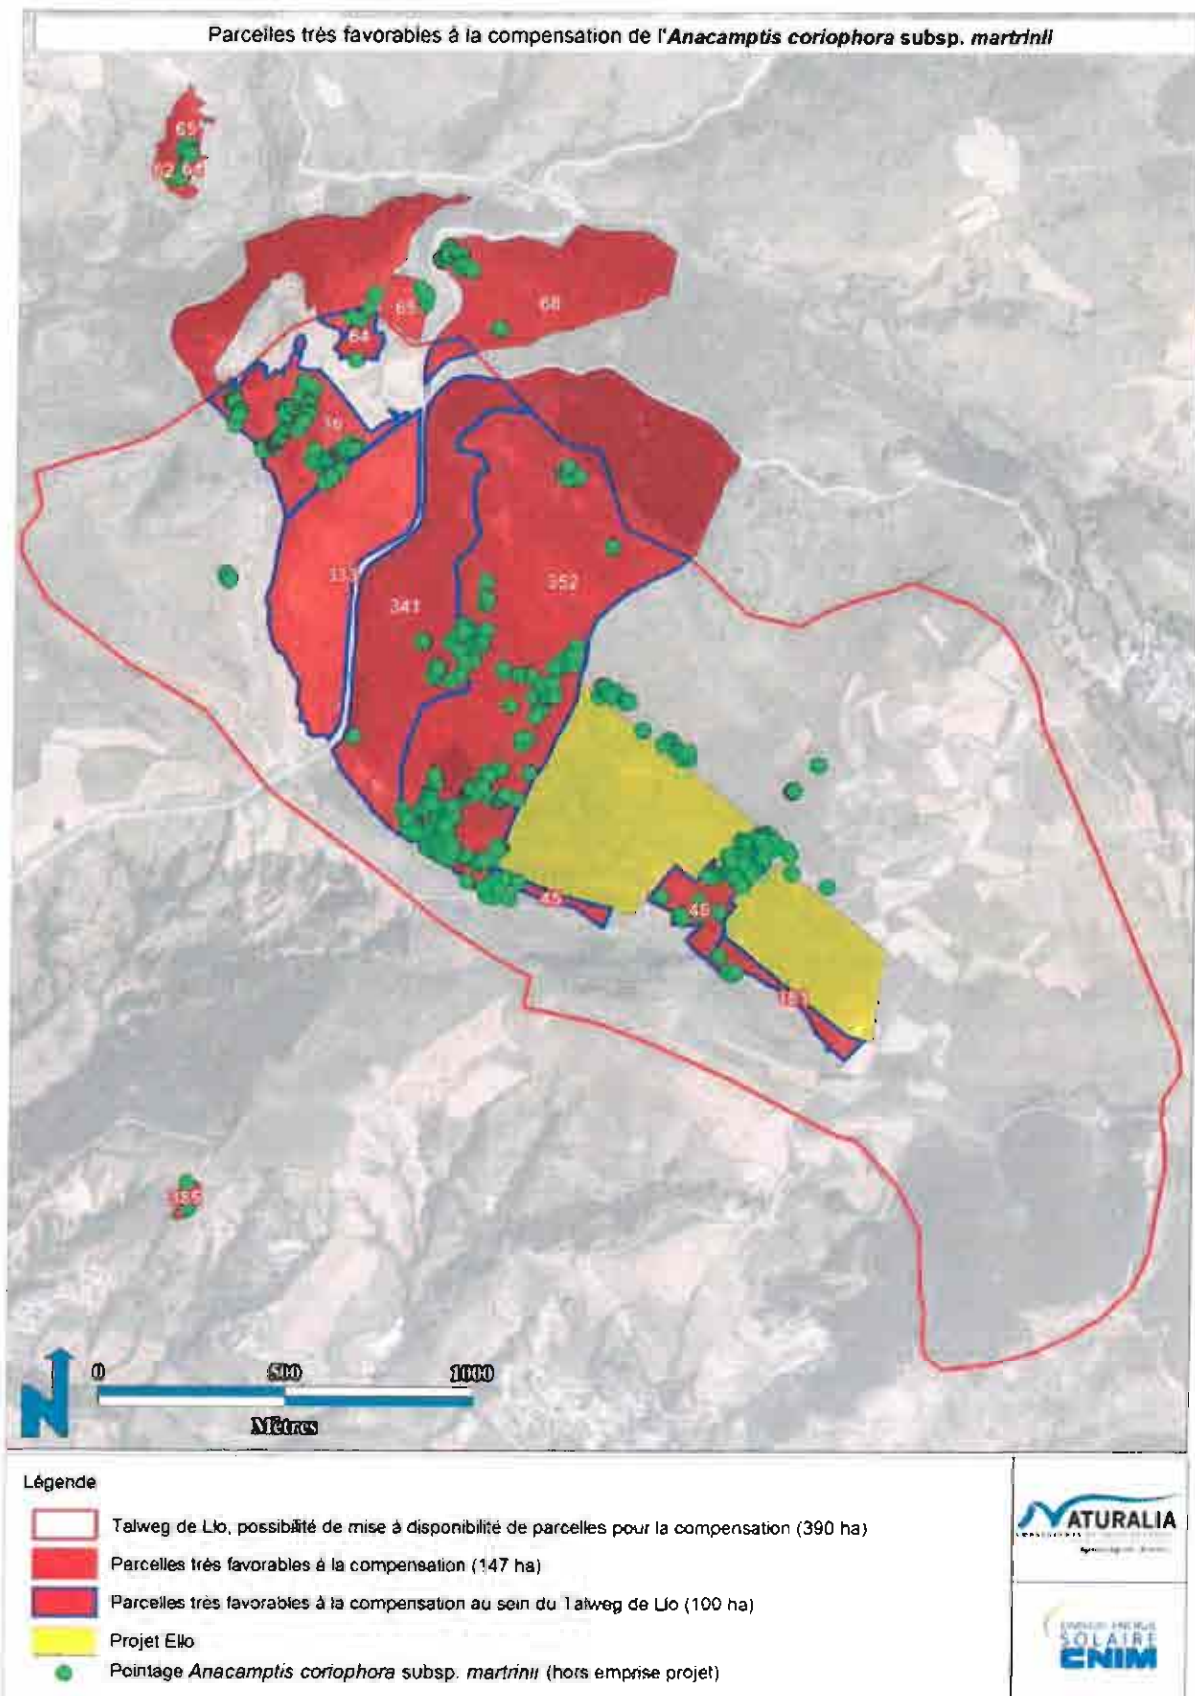 Parcelles très favorables à la compensation de l'Anacamptis coriophora subsp. martrinii
65
64
65
68
16
333
341
352
45
46
0 500 1000
Mètres
N
Légende
Talweg de Llo, possibilité de mise à disponibilité de parcelles pour la compensation (390 ha)
Parcelles très favorables à la compensation (147 ha)
Parcelles très favorables à la compensation au sein du Talweg de Llo (100 ha)
Projet Ello
Pointage Anacamptis coriophora subsp. martrinii (hors emprise projet)
NATURALIA
SOLAIRE
CNIM